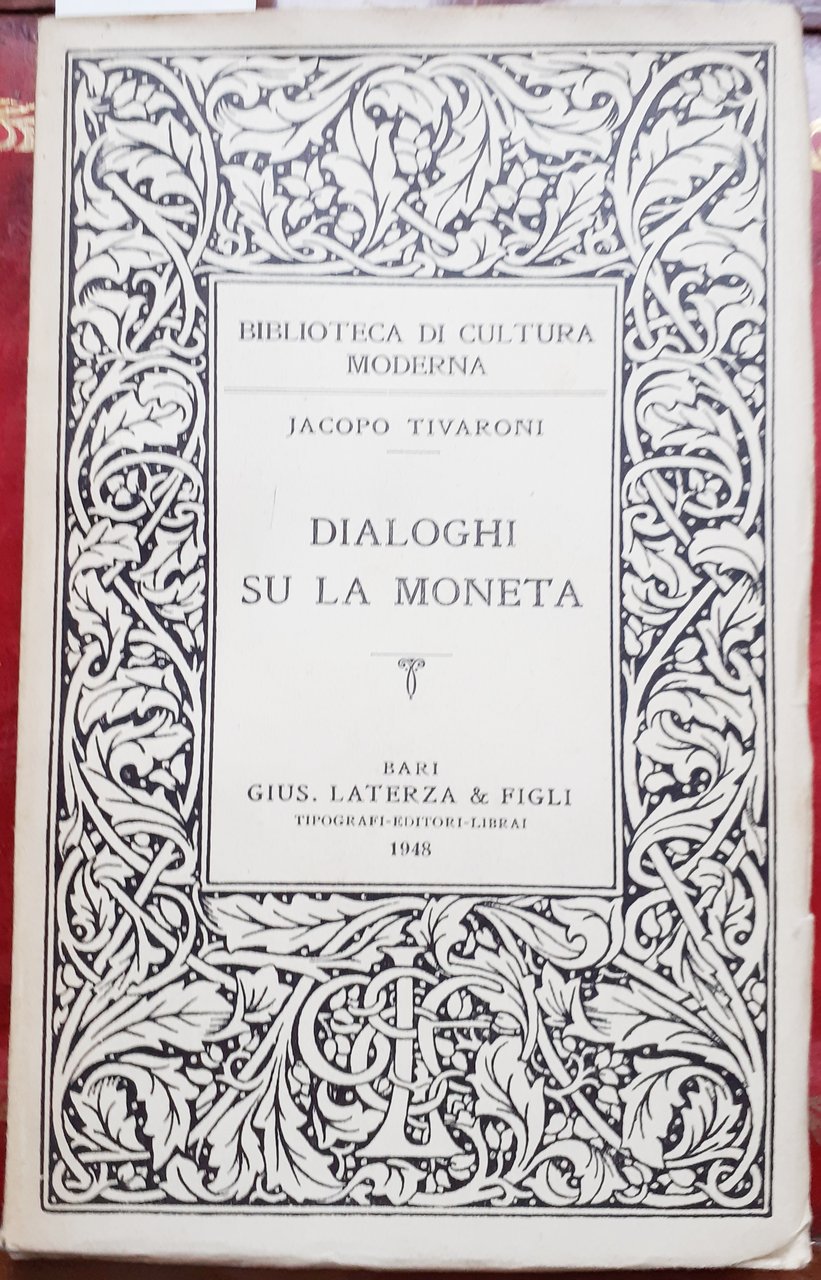 BIBLIOTECA DI CULTURA
MODERNA
JACOPO TIVARONI
DIALOGHI
SU LA MONETA
BARI
GIUS. LATERZA & FIGLI
TIPOGRAFI-EDITORI-LIBRAI
1948